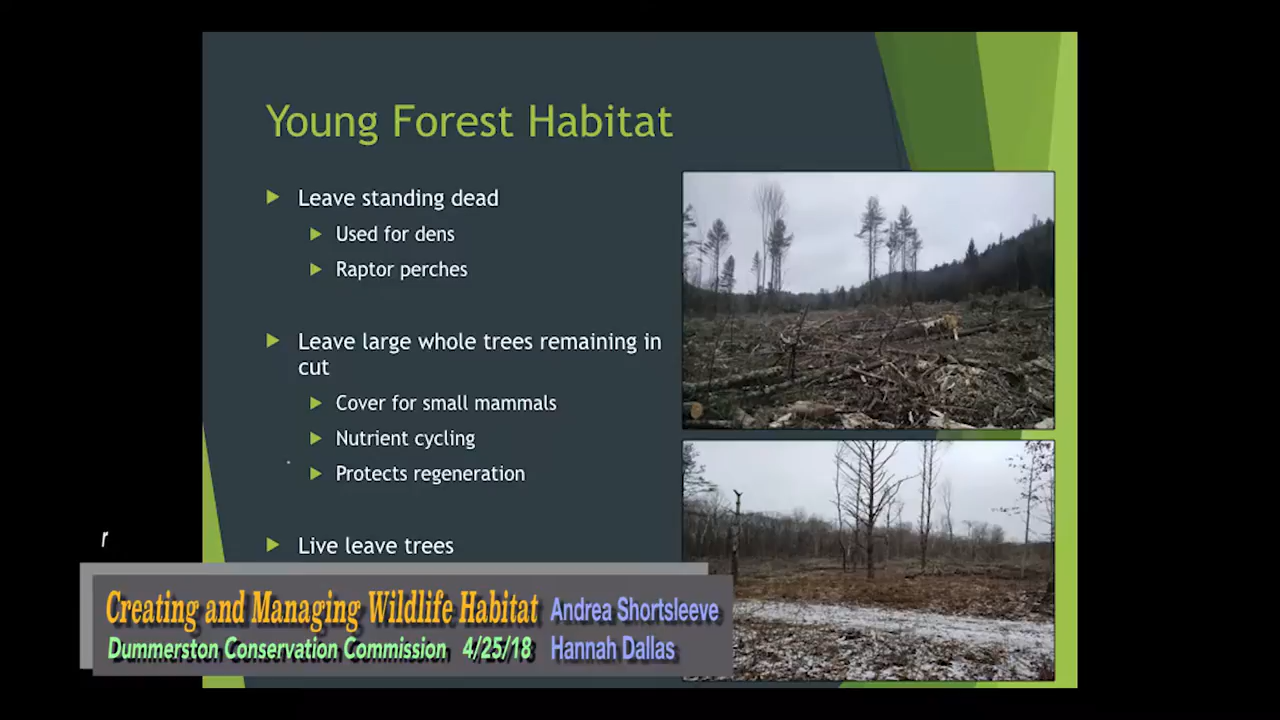 Young Forest Habitat
Leave standing dead
Used for dens
Raptor perches
Leave large whole trees remaining in
cut
Cover for small mammals
Nutrient cycling
Protects regeneration
Live leave trees
r
Creating and Managing Wildlife Habitat Andrea Shortsleeve
Dummerston Conservation Commission 4/25/18 Hannah Dallas